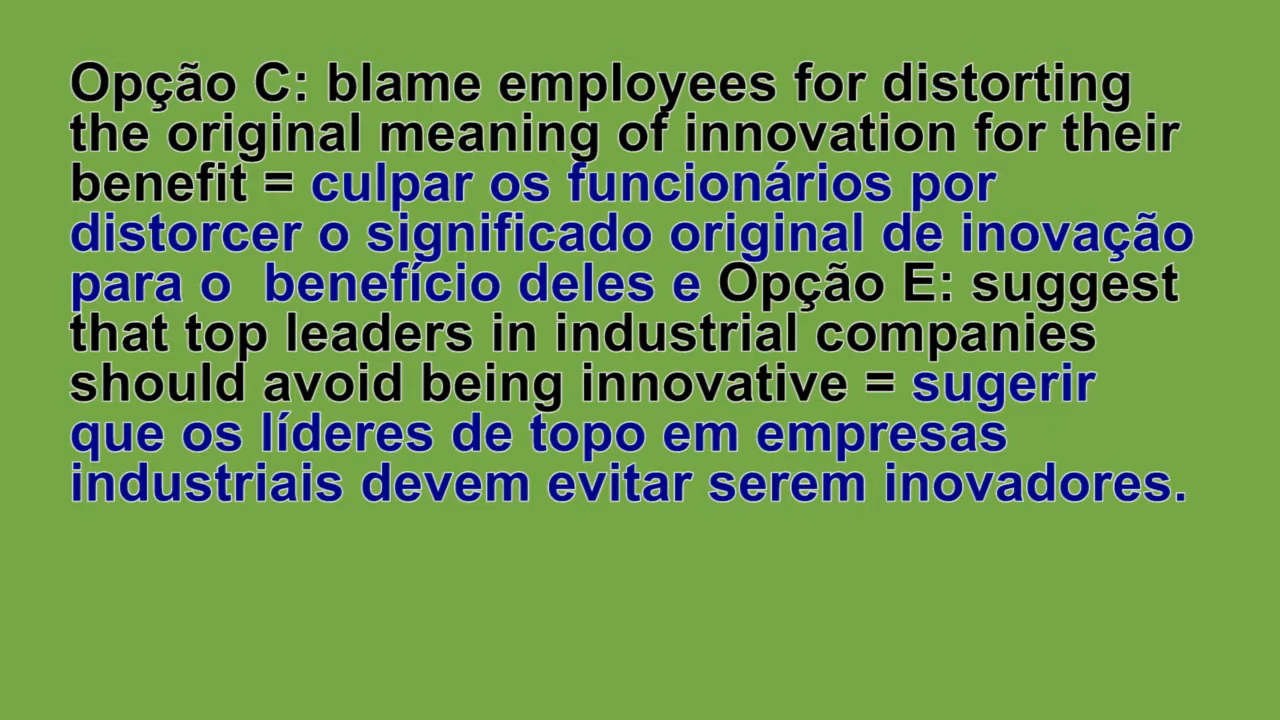 Opção C: blame employees for distorting
the original meaning of innovation for their
benefit = culpar os funcionários por
distorcer o significado original de inovação
para o  benefício deles e Opção E: suggest
that top leaders in industrial companies
should avoid being innovative = sugerir
que os líderes de topo em empresas
industriais devem evitar serem inovadores.